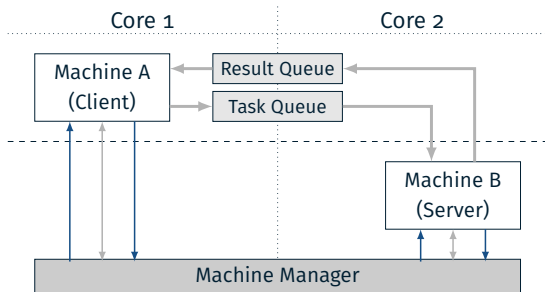 Core 1
Core 2
Machine A
(Client)
Result Queue
Task Queue
Machine B
(Server)
Machine Manager